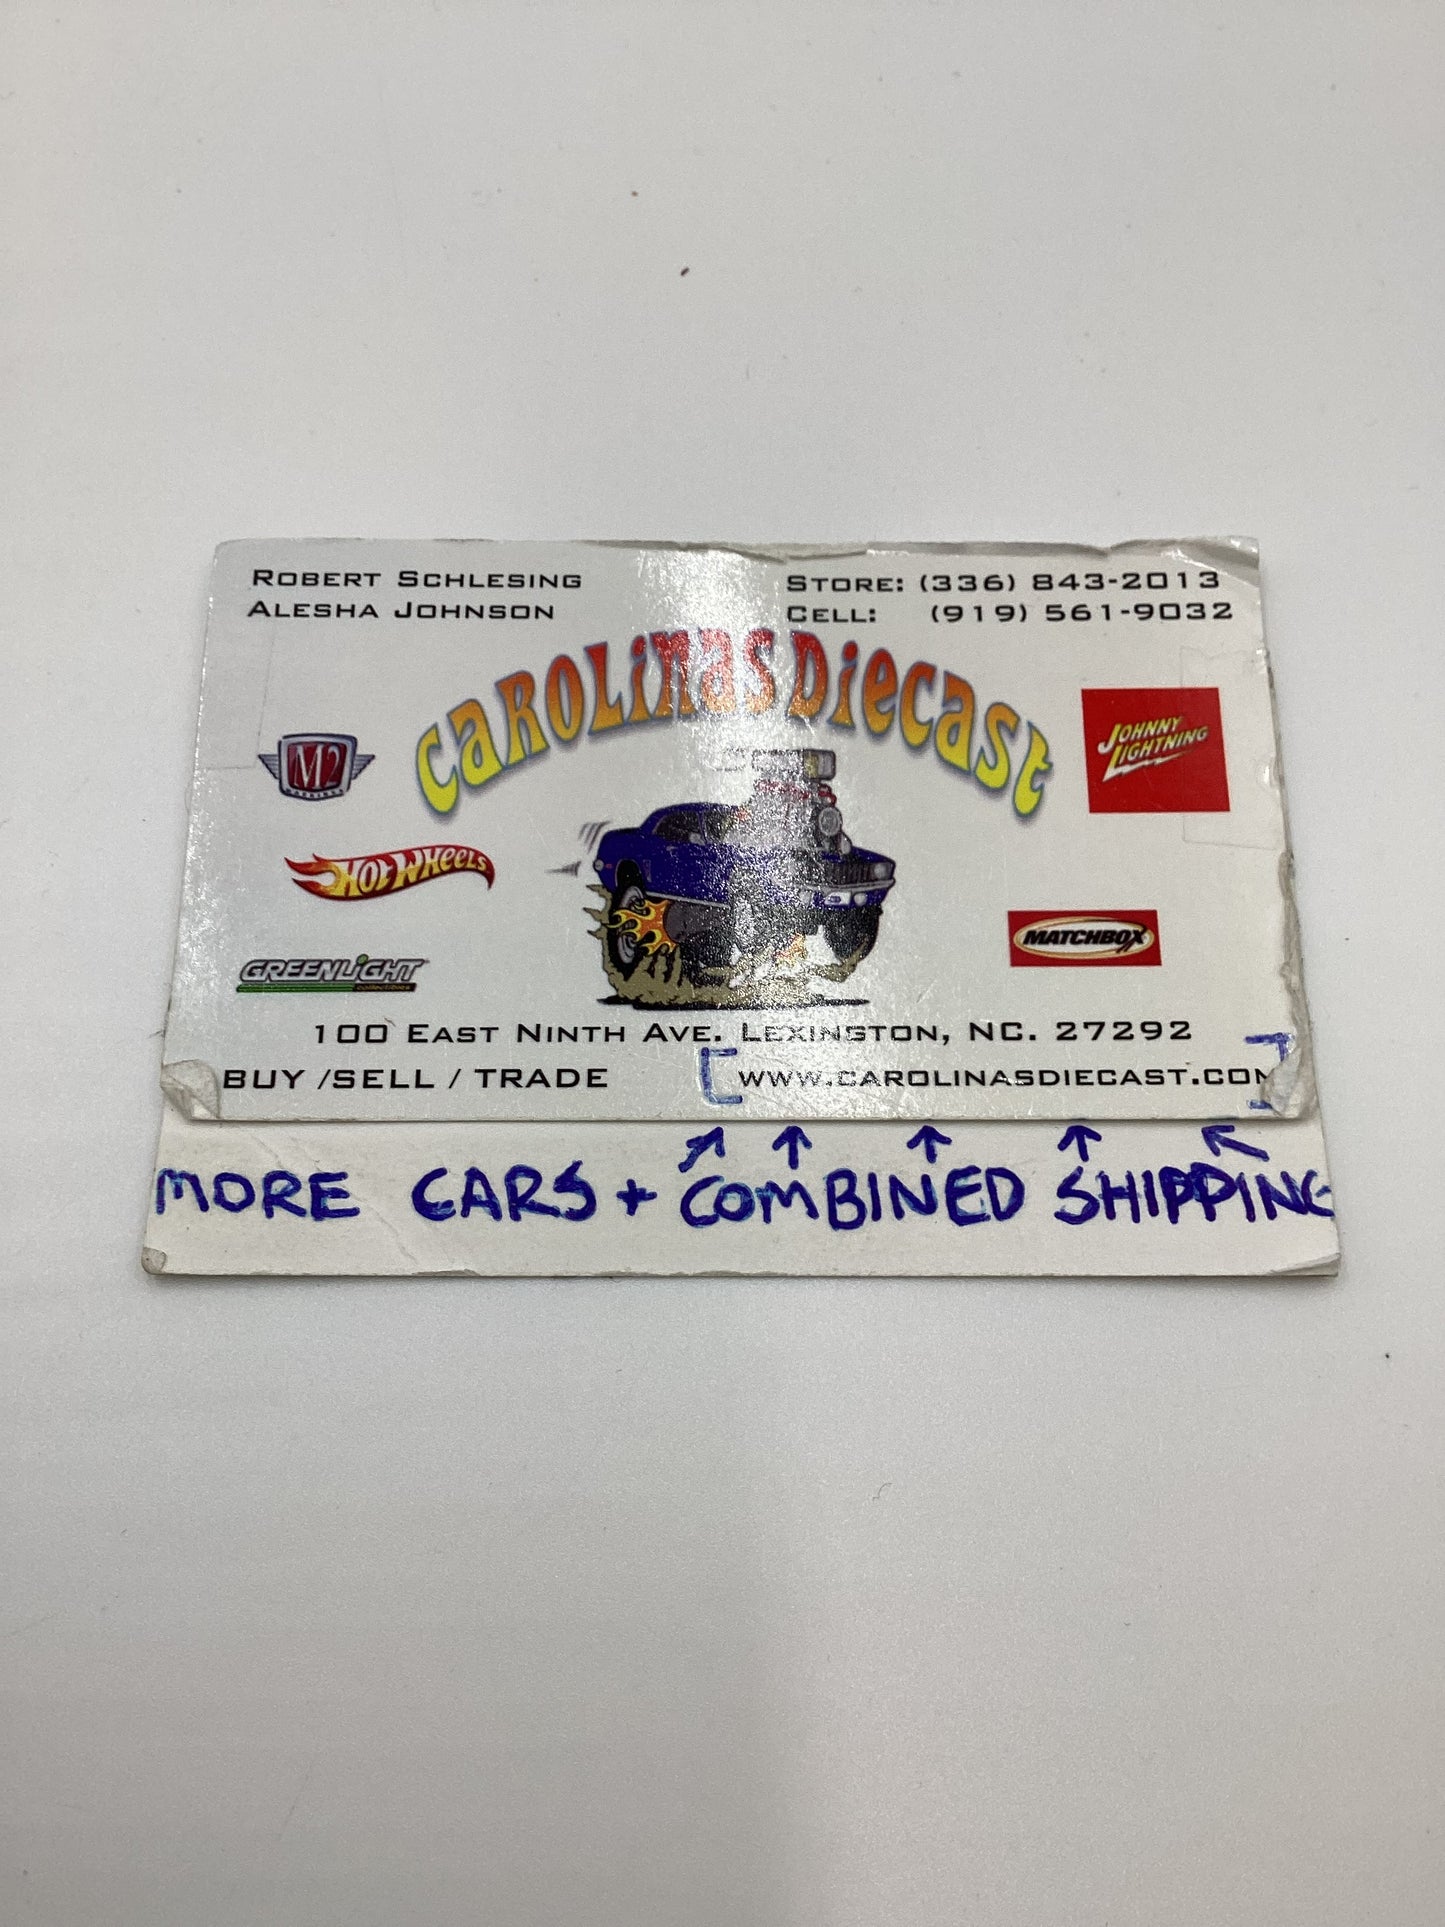 ROBERT SCHLESING
ALESHA JOHNSON
STORE: (336) 843-2013
CELL: (919) 561-9032
CAROLINAS DIECAST
M2
MACHINES
JOHNNY
LIGHTNING
HOT WHEELS
MATCHBOX
GREENLIGHT
collectibles
100 EAST NINTH AVE. LEXINGTON, NC. 27292
BUY /SELL / TRADE
WWW.CAROLINASDIECAST.COM
MORE CARS + COMBINED SHIPPING